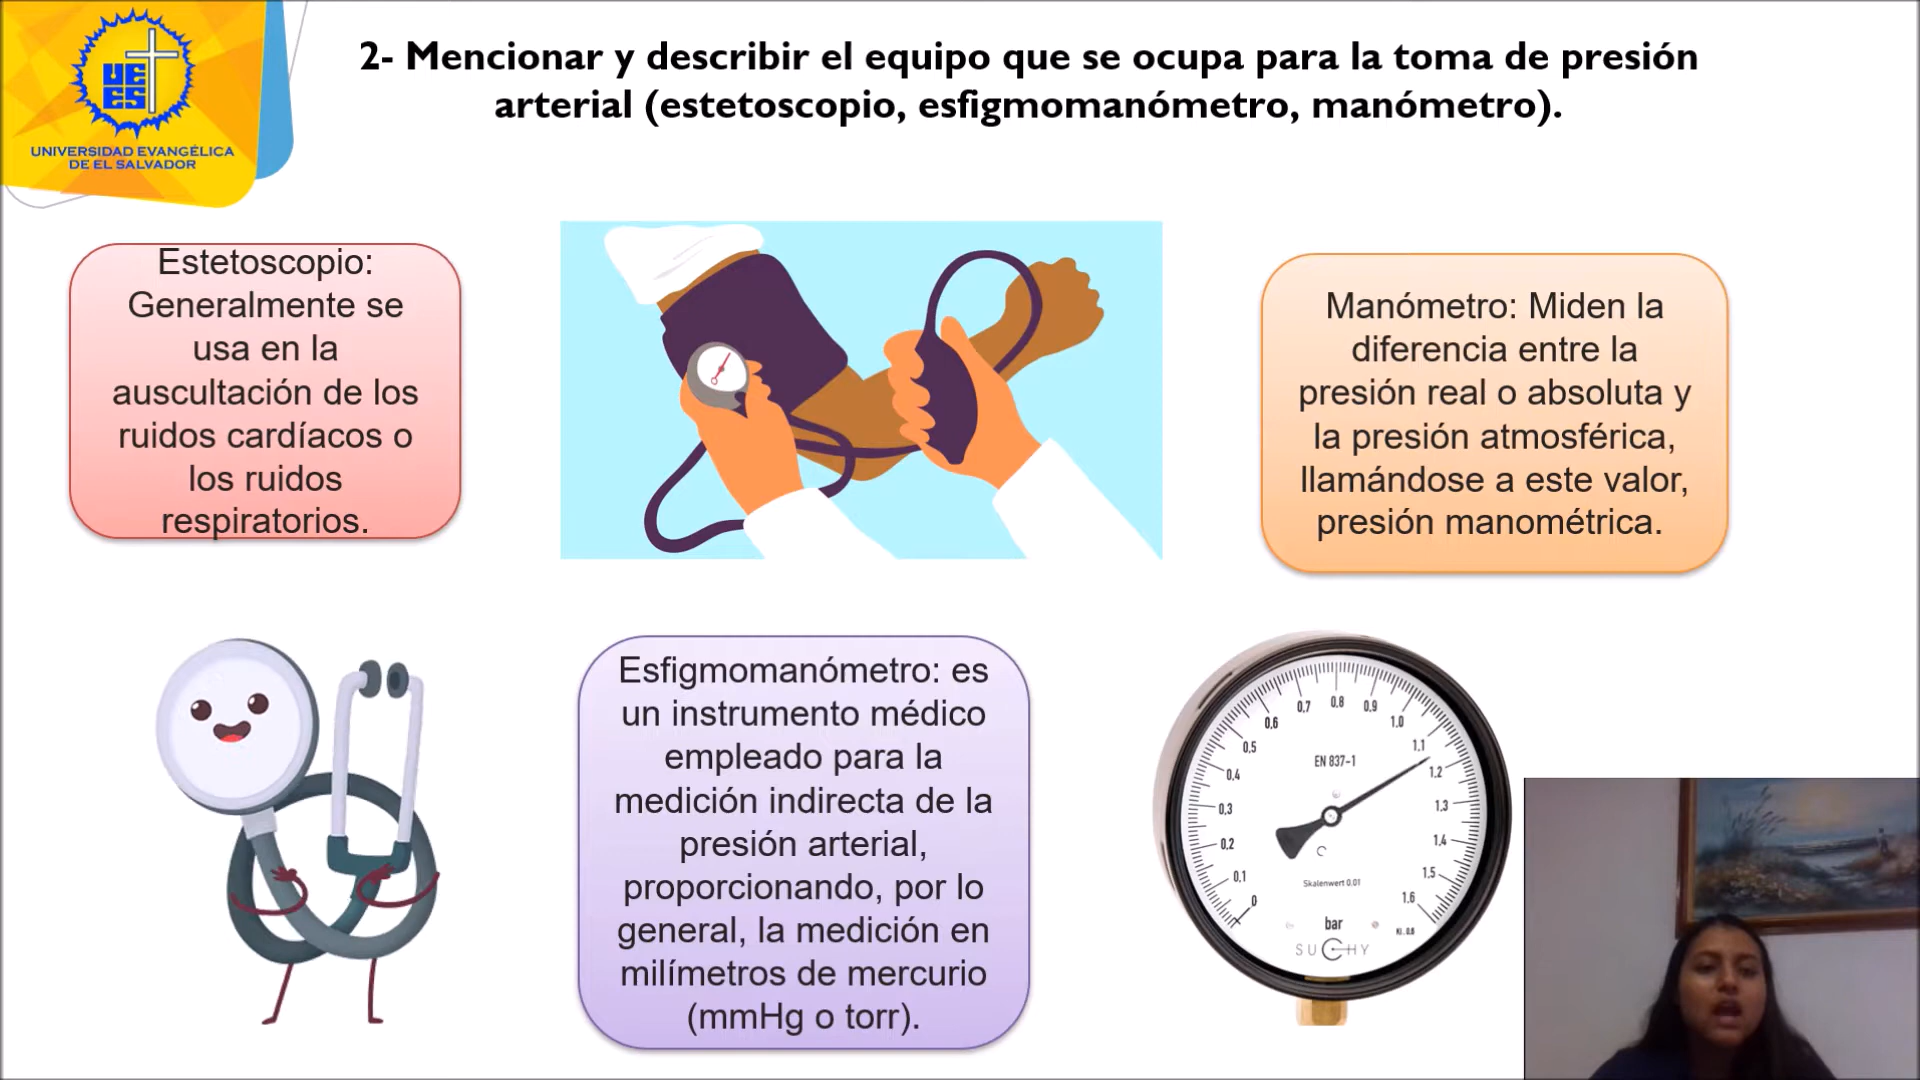 2- Mencionar y describir el equipo que se ocupa para la toma de presión
arterial (estetoscopio, esfigmomanómetro, manómetro).
UE
ES
UNIVERSIDAD EVANGÉLICA
DE EL SALVADOR
Estetoscopio:
Generalmente se
usa en la
auscultación de los
ruidos cardíacos o
los ruidos
respiratorios.
Manómetro: Miden la
diferencia entre la
presión real o absoluta y
la presión atmosférica,
llamándose a este valor,
presión manométrica.
Esfigmomanómetro: es
un instrumento médico
empleado para la
medición indirecta de la
presión arterial,
proporcionando, por lo
general, la medición en
milímetros de mercurio
(mmHg o torr).
0
0,1
0,2
0,3
0,4
0,5
0,6
0,7
0,8
0,9
1,0
1,1
1,2
1,3
1,4
1,5
1,6
EN 837-1
Skalenwert 0.01
bar
SUCHY